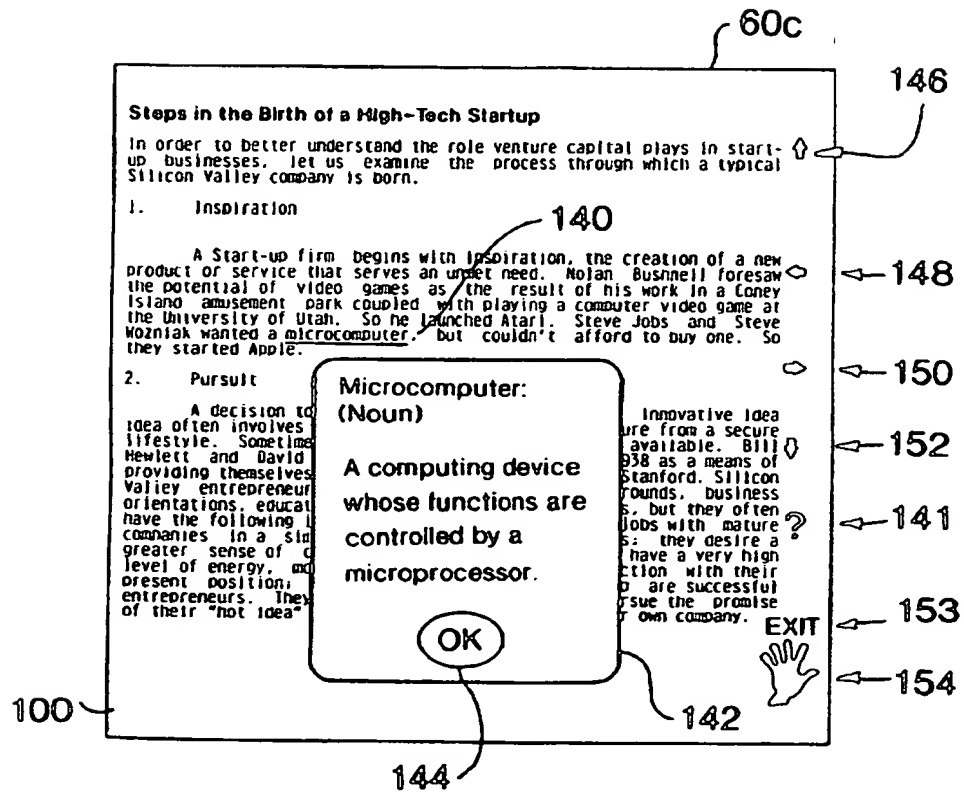 60c
146
Steps in the Birth of a High-Tech Startup
In order to better understand the role venture capital plays in start-
up businesses, let us examine the process through which a typical
Silicon Valley company is born.
1. Inspiration
140
A Start-up firm begins with inspiration, the creation of a new
product or service that serves an unmet need. Nolan Bushnell foresaw
148
the potential of video games as the result of his work in a Coney
Island amusement park coupled with playing a computer video game at
the University of Utah. So he launched Atari. Steve Jobs and Steve
Wozniak wanted a microcomputer, but couldn't afford to buy one. So
they started Apple.
150
2. Pursuit
Microcomputer:
(Noun)
A computing device
whose functions are
controlled by a
microprocessor.
OK
A decision to Innovative idea
idea often involves ure from a secure
lifestyle. Sometime available. Bill
152
Hewlett and David 938 as a means of
providing themselves Stanford. Silicon
Valley entrepreneur rounds, business
orientations, educat s, but they often
141
?
have the following jobs with mature
companies in a s: they desire a
greater sense of have a very high
level of energy, ction with their
present position; are successful
entrepreneurs. They rsue the promise
of their "hot idea" own company.
EXIT
153
154
100
142
144